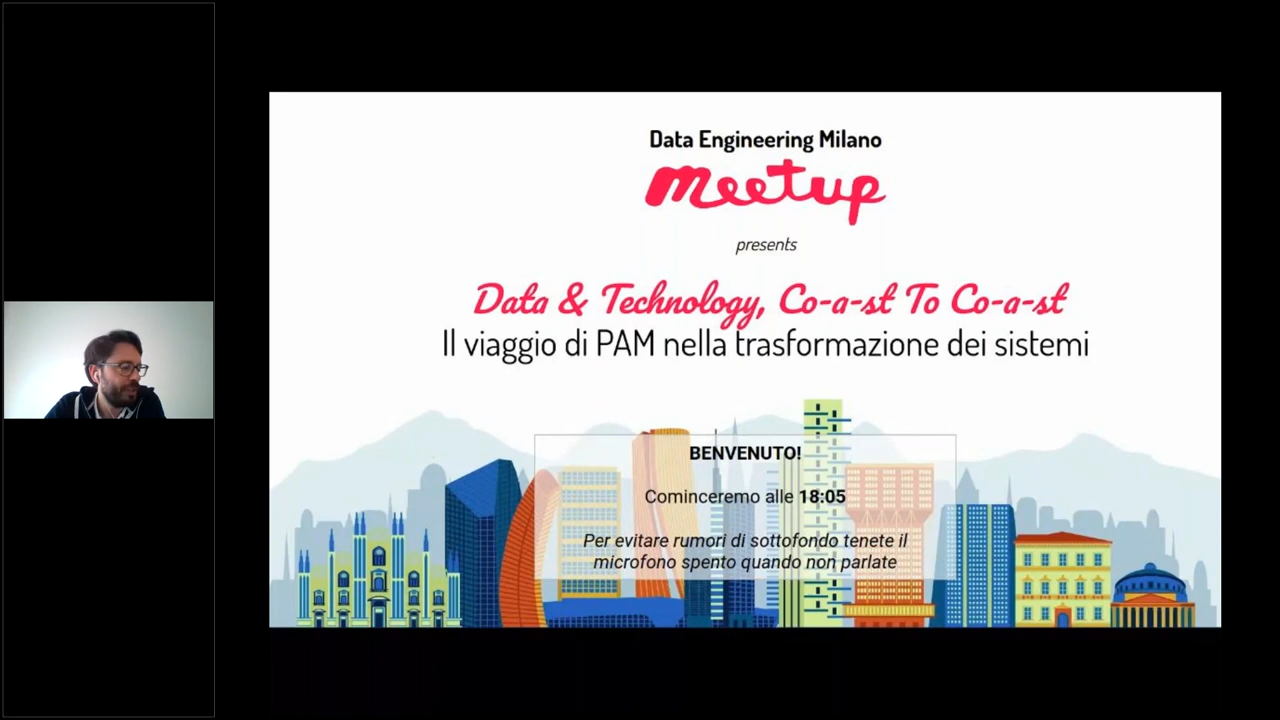 Data Engineering Milano
meetup
presents
Data & Technology, Co-a-st To Co-a-st
Il viaggio di PAM nella trasformazione dei sistemi
BENVENUTO!
Cominceremo alle 18:05
Per evitare rumori di sottofondo tenete il
microfono spento quando non parlate